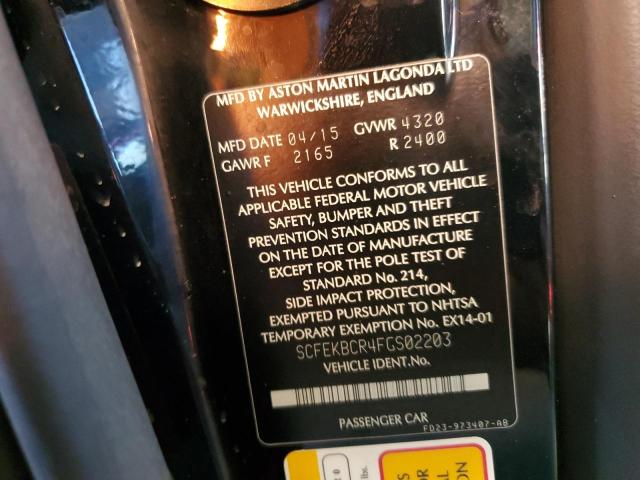 MFD BY ASTON MARTIN LAGONDA LTD
WARWICKSHIRE, ENGLAND
MFD DATE 04/15 GVWR 4320
GAWR F 2165 R 2400
THIS VEHICLE CONFORMS TO ALL
APPLICABLE FEDERAL MOTOR VEHICLE
SAFETY, BUMPER AND THEFT
PREVENTION STANDARDS IN EFFECT
ON THE DATE OF MANUFACTURE
EXCEPT FOR THE POLE TEST OF
STANDARD No. 214,
SIDE IMPACT PROTECTION,
EXEMPTED PURSUANT TO NHTSA
TEMPORARY EXEMPTION No. EX14-01
SCFEKBCR4FGS02203
VEHICLE IDENT.No.
PASSENGER CAR
FD23-973407-AB
lbs.